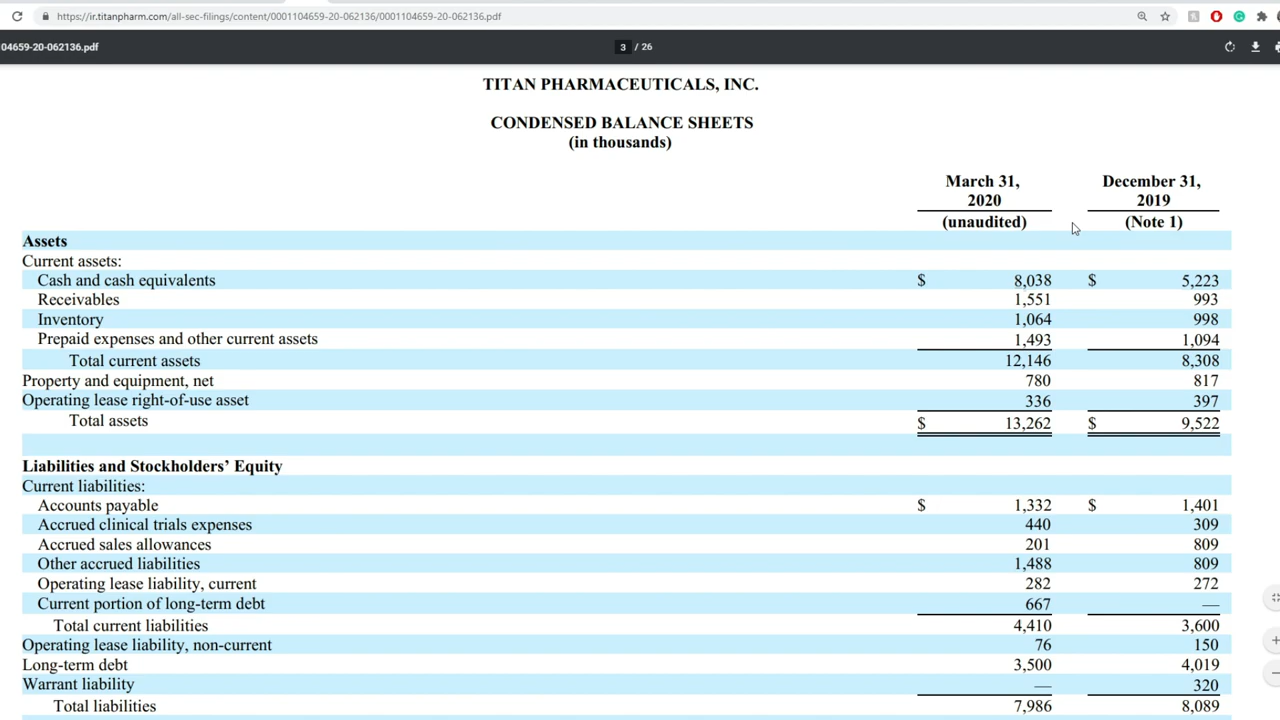 https://ir.titanpharm.com/all-sec-filings/content/0001104659-20-062136/0001104659-20-062136.pdf
04659-20-062136.pdf 3 / 26
TITAN PHARMACEUTICALS, INC.
CONDENSED BALANCE SHEETS
(in thousands)
March 31, December 31,
2020 2019
(unaudited) (Note 1)
Assets
Current assets:
Cash and cash equivalents $ 8,038 $ 5,223
Receivables 1,551 993
Inventory 1,064 998
Prepaid expenses and other current assets 1,493 1,094
Total current assets 12,146 8,308
Property and equipment, net 780 817
Operating lease right-of-use asset 336 397
Total assets $ 13,262 $ 9,522
Liabilities and Stockholders’ Equity
Current liabilities:
Accounts payable $ 1,332 $ 1,401
Accrued clinical trials expenses 440 309
Accrued sales allowances 201 809
Other accrued liabilities 1,488 809
Operating lease liability, current 282 272
Current portion of long-term debt 667 —
Total current liabilities 4,410 3,600
Operating lease liability, non-current 76 150
Long-term debt 3,500 4,019
Warrant liability — 320
Total liabilities 7,986 8,089